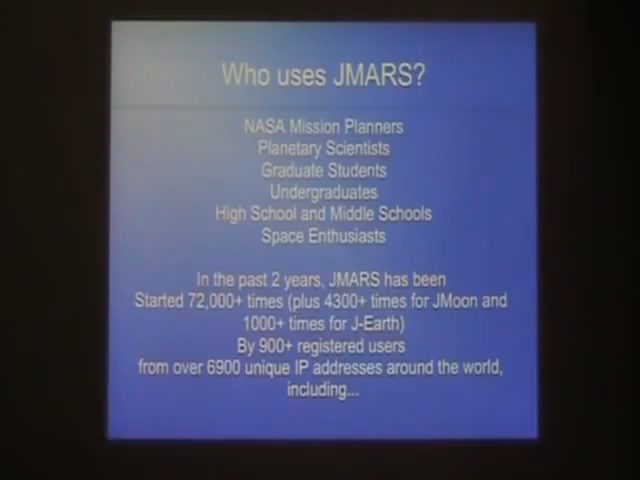 Who uses JMARS?
NASA Mission Planners
Planetary Scientists
Graduate Students
Undergraduates
High School and Middle Schools
Space Enthusiasts
In the past 2 years, JMARS has been
Started 72,000+ times (plus 4300+ times for JMoon and
1000+ times for J-Earth)
By 900+ registered users
from over 6900 unique IP addresses around the world,
including...